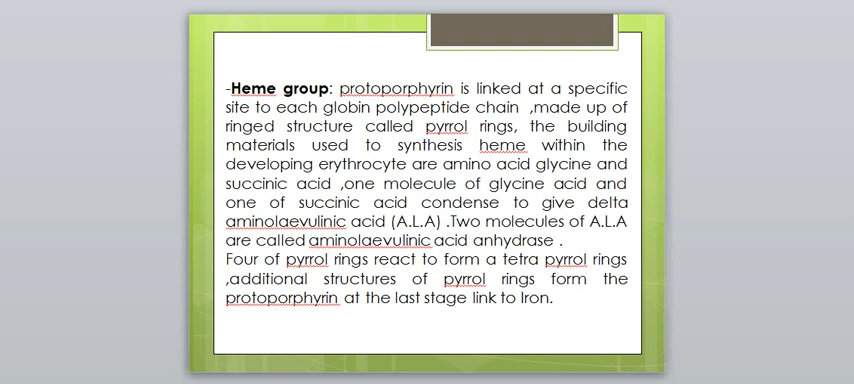 -Heme group: protoporphyrin is linked at a specific
site to each globin polypeptide chain ,made up of
ringed structure called pyrrol rings, the building
materials used to synthesis heme within the
developing erythrocyte are amino acid glycine and
succinic acid ,one molecule of glycine acid and
one of succinic acid condense to give delta
aminolaevulinic acid (A.L.A) .Two molecules of A.L.A
are called aminolaevulinic acid anhydrase .
Four of pyrrol rings react to form a tetra pyrrol rings
,additional structures of pyrrol rings form the
protoporphyrin at the last stage link to Iron.